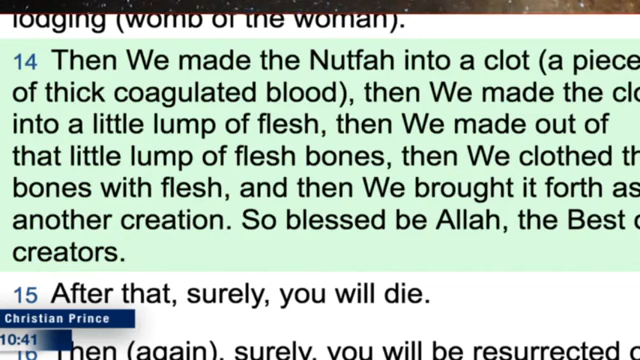 lodging (womb of the woman).
14 Then We made the Nutfah into a clot (a piece
of thick coagulated blood), then We made the clo
into a little lump of flesh, then We made out of
that little lump of flesh bones, then We clothed th
bones with flesh, and then We brought it forth as
another creation. So blessed be Allah, the Best o
creators.
15 After that, surely, you will die.
Christian Prince
10:41
16 Then (again), surely, you will be resurrected o